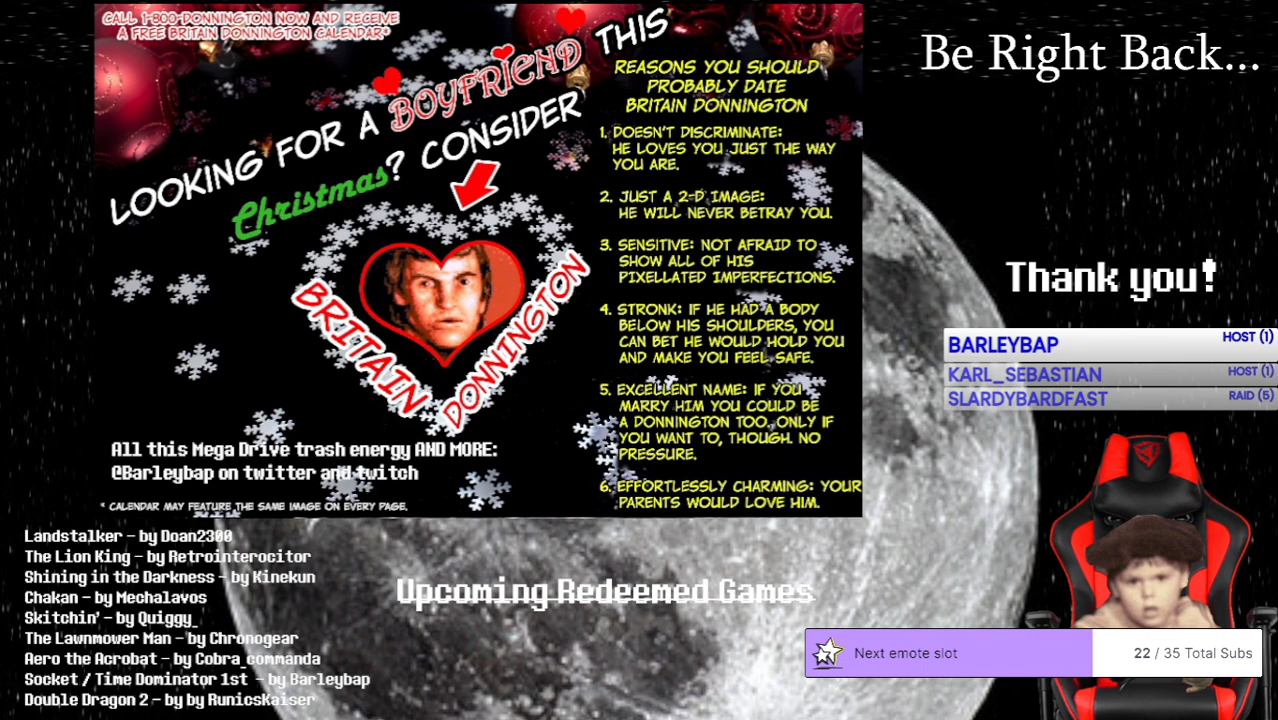 CALL 1-800-DONNINGTON NOW AND RECEIVE
A FREE BRITAIN DONNINGTON CALENDAR*
LOOKING FOR A BOYFRIEND THIS
Christmas? CONSIDER
BRITAIN DONNINGTON
All this Mega Drive trash energy AND MORE:
@Barleybap on twitter and twitch
* CALENDAR MAY FEATURE THE SAME IMAGE ON EVERY PAGE.
REASONS YOU SHOULD
PROBABLY DATE
BRITAIN DONNINGTON
1. DOESN'T DISCRIMINATE:
HE LOVES YOU JUST THE WAY
YOU ARE.
2. JUST A 2-D IMAGE:
HE WILL NEVER BETRAY YOU.
3. SENSITIVE: NOT AFRAID TO
SHOW ALL OF HIS
PIXELLATED IMPERFECTIONS.
4. STRONK: IF HE HAD A BODY
BELOW HIS SHOULDERS, YOU
CAN BET HE WOULD HOLD YOU
AND MAKE YOU FEEL SAFE.
5. EXCELLENT NAME: IF YOU
MARRY HIM YOU COULD BE
A DONNINGTON TOO. ONLY IF
YOU WANT TO, THOUGH. NO
PRESSURE.
6. EFFORTLESSLY CHARMING: YOUR
PARENTS WOULD LOVE HIM.
Be Right Back...
Thank you!
BARLEYBAP HOST (1)
KARL_SEBASTIAN HOST (1)
SLARDYBARDFAST RAID (5)
Landstalker - by Doan2300
The Lion King - by Retrointerocitor
Shining in the Darkness - by Kinekun
Chakan - by Mechalavos
Skitchin' - by Quiggy_
The Lawnmower Man - by Chronogear
Aero the Acrobat - by Cobra_commanda
Socket / Time Dominator 1st - by Barleybap
Double Dragon 2 - by by RunicsKaiser
Upcoming Redeemed Games
Next emote slot 22 / 35 Total Subs